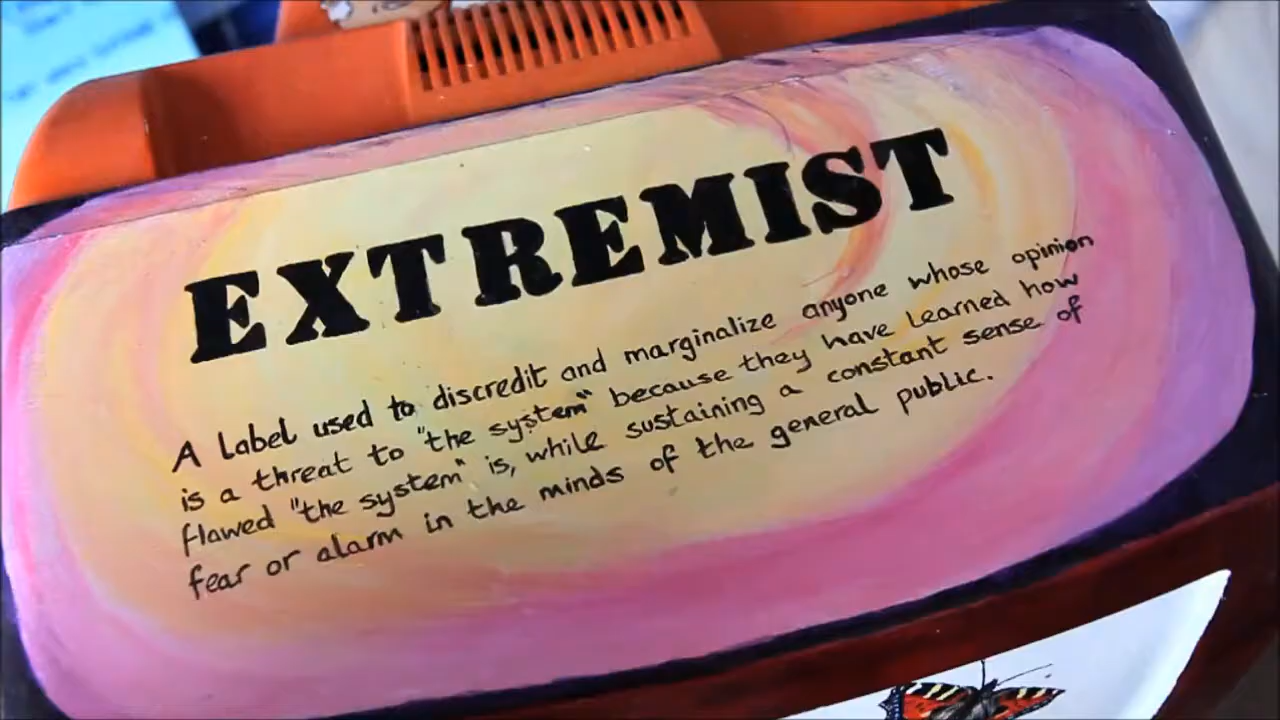 EXTREMIST
A label used to discredit and marginalize anyone whose opinion
is a threat to "the system" because they have learned how
flawed "the system" is, while sustaining a constant sense of
fear or alarm in the minds of the general public.